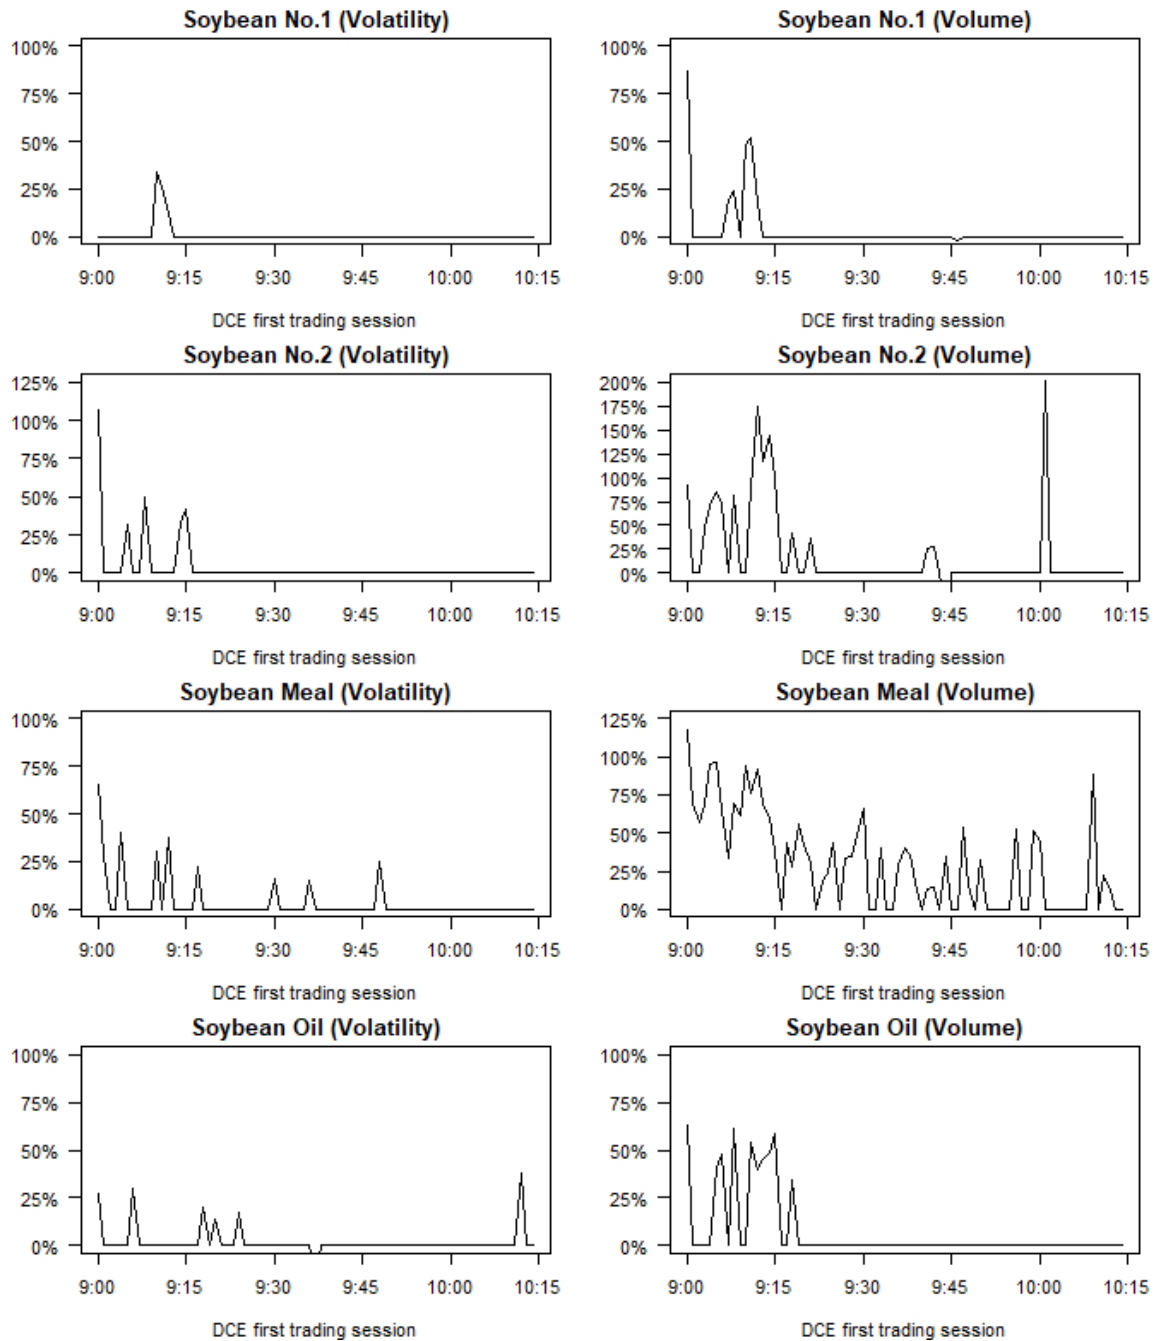 Soybean No.1 (Volatility)
100%
75%
50%
25%
0%
9:00 9:15 9:30 9:45 10:00 10:15
DCE first trading session
Soybean No.1 (Volume)
100%
75%
50%
25%
0%
9:00 9:15 9:30 9:45 10:00 10:15
DCE first trading session
Soybean No.2 (Volatility)
125%
100%
75%
50%
25%
0%
9:00 9:15 9:30 9:45 10:00 10:15
DCE first trading session
Soybean No.2 (Volume)
200%
175%
150%
125%
100%
75%
50%
25%
0%
9:00 9:15 9:30 9:45 10:00 10:15
DCE first trading session
Soybean Meal (Volatility)
100%
75%
50%
25%
0%
9:00 9:15 9:30 9:45 10:00 10:15
DCE first trading session
Soybean Meal (Volume)
125%
100%
75%
50%
25%
0%
9:00 9:15 9:30 9:45 10:00 10:15
DCE first trading session
Soybean Oil (Volatility)
100%
75%
50%
25%
0%
9:00 9:15 9:30 9:45 10:00 10:15
DCE first trading session
Soybean Oil (Volume)
100%
75%
50%
25%
0%
9:00 9:15 9:30 9:45 10:00 10:15
DCE first trading session